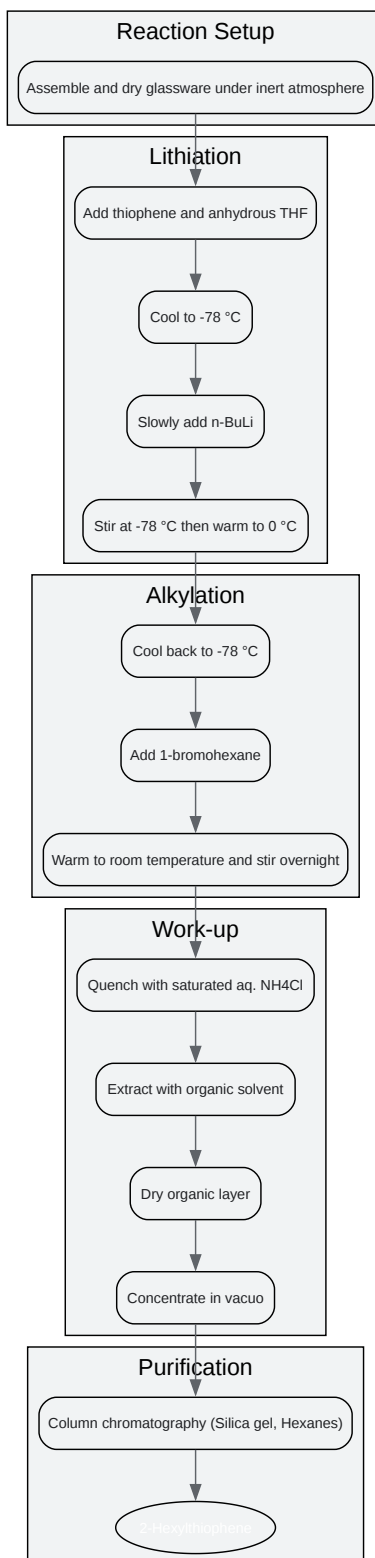 Reaction Setup
Assemble and dry glassware under inert atmosphere
Lithiation
Add thiophene and anhydrous THF
Cool to -78 °C
Slowly add n-BuLi
Stir at -78 °C then warm to 0 °C
Alkylation
Cool back to -78 °C
Add 1-bromohexane
Warm to room temperature and stir overnight
Work-up
Quench with saturated aq. NH4Cl
Extract with organic solvent
Dry organic layer
Concentrate in vacuo
Purification
Column chromatography (Silica gel, Hexanes)
2-Hexylthiophene